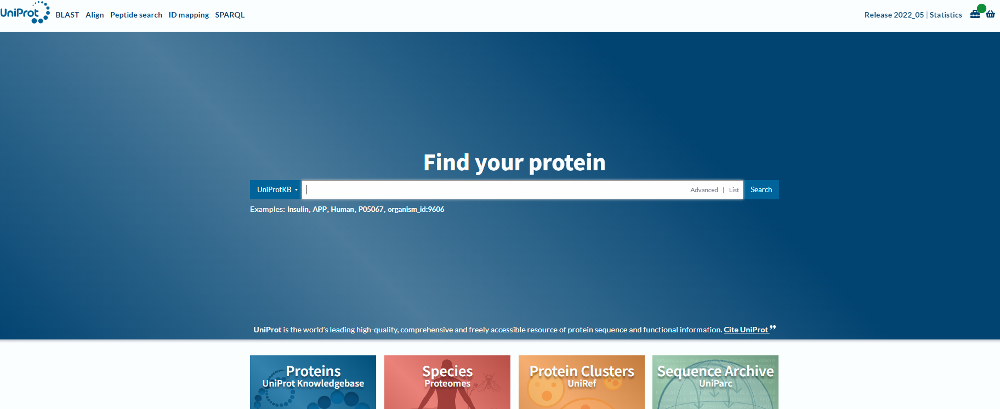 UniProt BLAST Align Peptide search ID mapping SPARQL Release 2022_05 | Statistics
Find your protein
UniProtKB Advanced | List Search
Examples: Insulin, APP, Human, P05067, organism_id:9606
UniProt is the world's leading high-quality, comprehensive and freely accessible resource of protein sequence and functional information. Cite UniProt ”
Proteins Species Protein Clusters Sequence Archive
UniProt Knowledgebase Proteomes UniRef UniParc